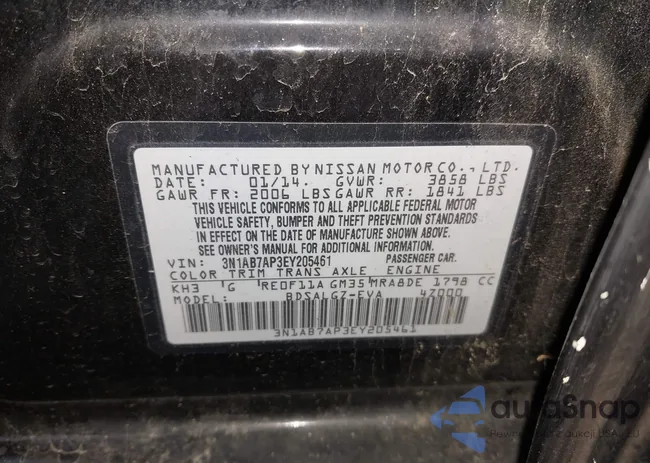 MANUFACTURED BY NISSAN MOTOR CO., LTD.
DATE: 01/14. GVWR: 3858 LBS
GAWR FR: 2006 LBS GAWR RR: 1841 LBS
THIS VEHICLE CONFORMS TO ALL APPLICABLE FEDERAL MOTOR
VEHICLE SAFETY, BUMPER AND THEFT PREVENTION STANDARDS
IN EFFECT ON THE DATE OF MANUFACTURE SHOWN ABOVE.
SEE OWNER'S MANUAL FOR ADDITIONAL INFORMATION.
VIN: 3N1AB7AP3EY205461 PASSENGER CAR.
COLOR TRIM TRANS AXLE ENGINE
KH3 'G 'RE0F11A GM35 MRA8DE 1798 CC
MODEL: BDSALGZ-EVA 4Z000
3N1AB7AP3EY205461
auraSnap